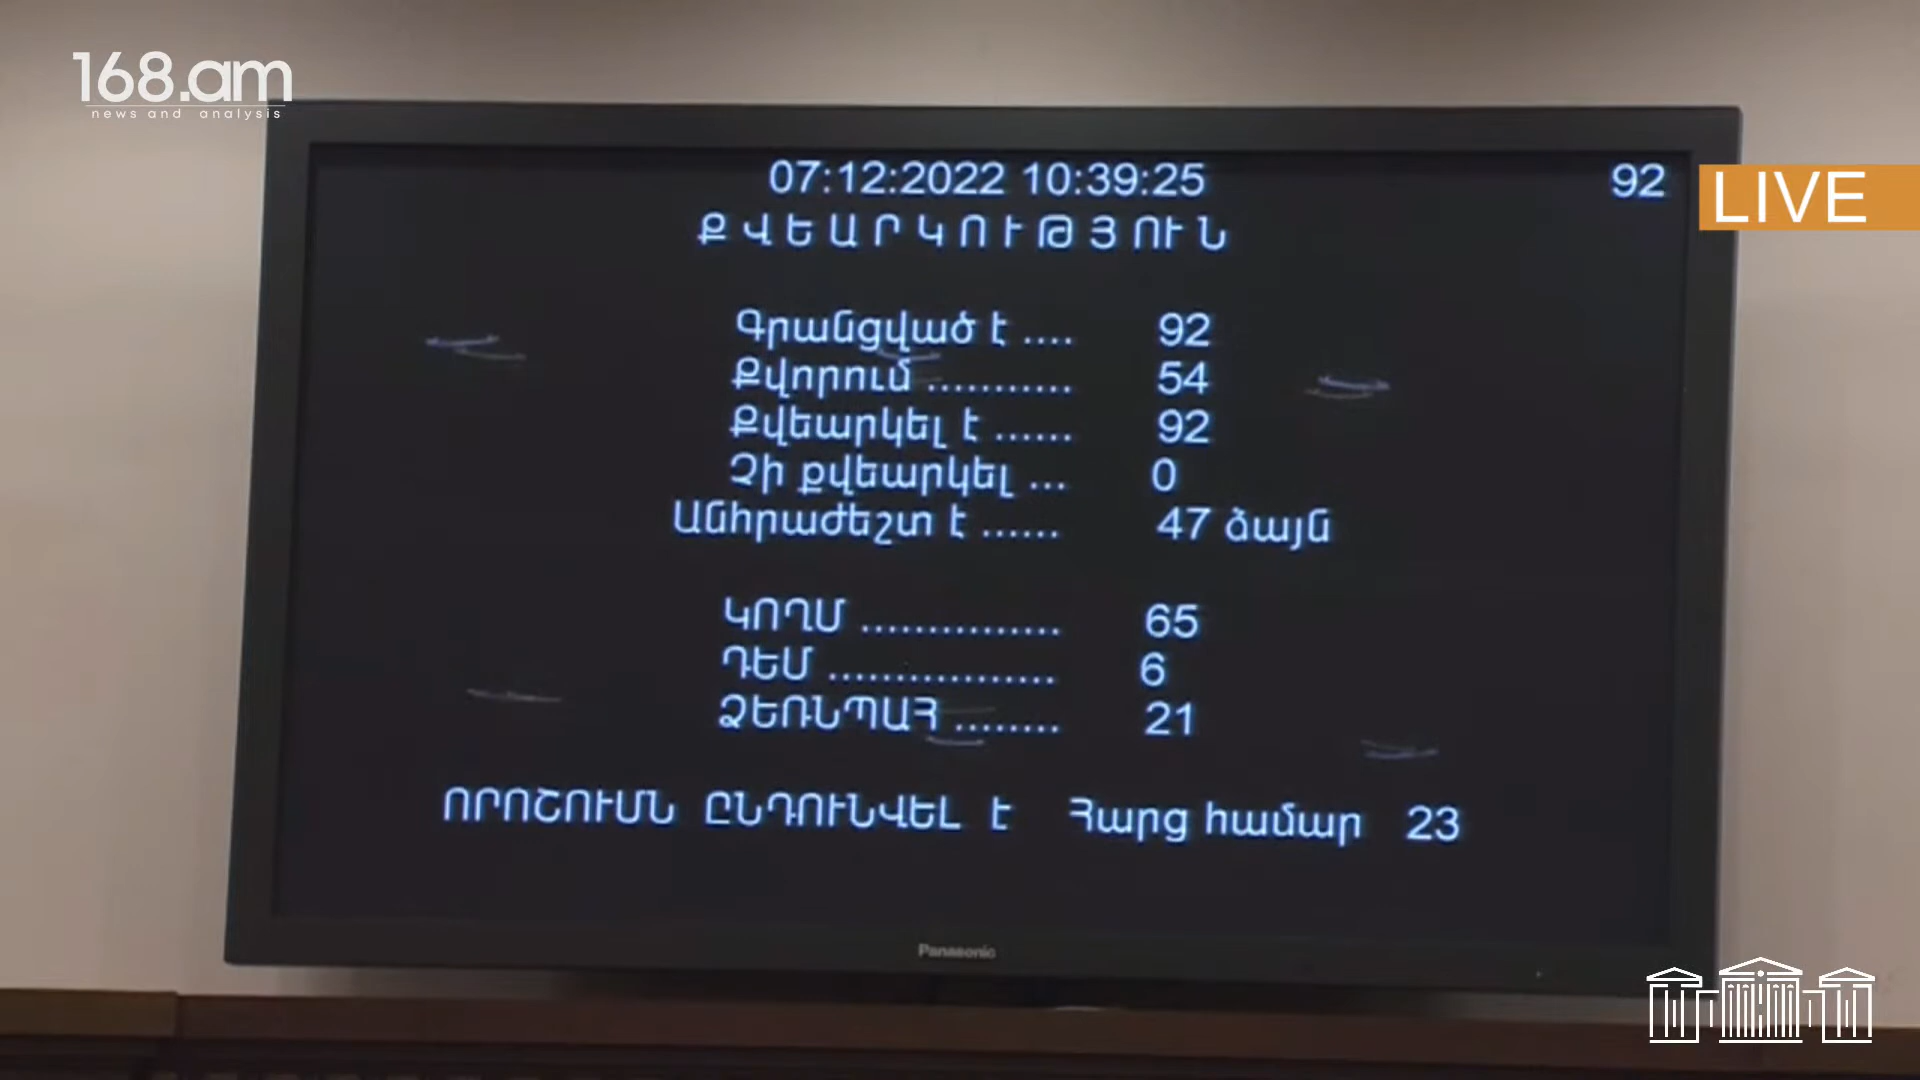 168.am
news and analysis
07:12:2022 10:39:25 92
LIVE
ՔՎԵԱՐԿՈՒԹՅՈՒՆ
Գրանցված է .... 92
Քվորում ........... 54
Քվեարկել է ...... 92
Չի քվեարկել ... 0
Անհրաժեշտ է ...... 47 ձայն
ԿՈՂՄ ............... 65
ԴԵՄ ................. 6
ՁԵՌՆՊԱՀ ........ 21
ՈՐՈՇՈՒՄՆ ԸՆԴՈՒՆՎԵԼ է Հարց համար 23
Panasonic